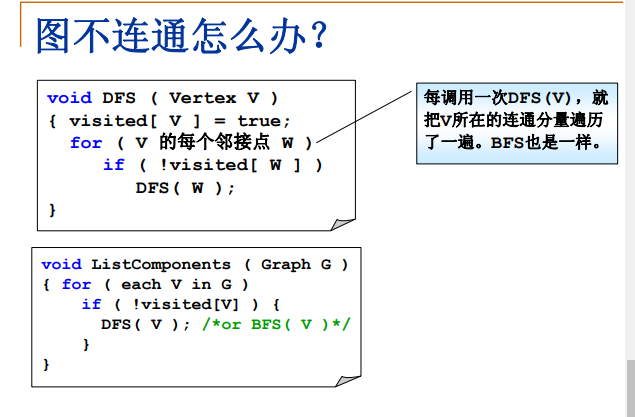 图不连通怎么办？
void DFS ( Vertex V )
{ visited[ V ] = true;
for ( V 的每个邻接点 W )
if ( !visited[ W ] )
DFS( W );
}
每调用一次DFS(V)，就
把V所在的连通分量遍历
了一遍。BFS也是一样。
void ListComponents ( Graph G )
{ for ( each V in G )
if ( !visited[V] ) {
DFS( V ); /*or BFS( V )*/
}
}